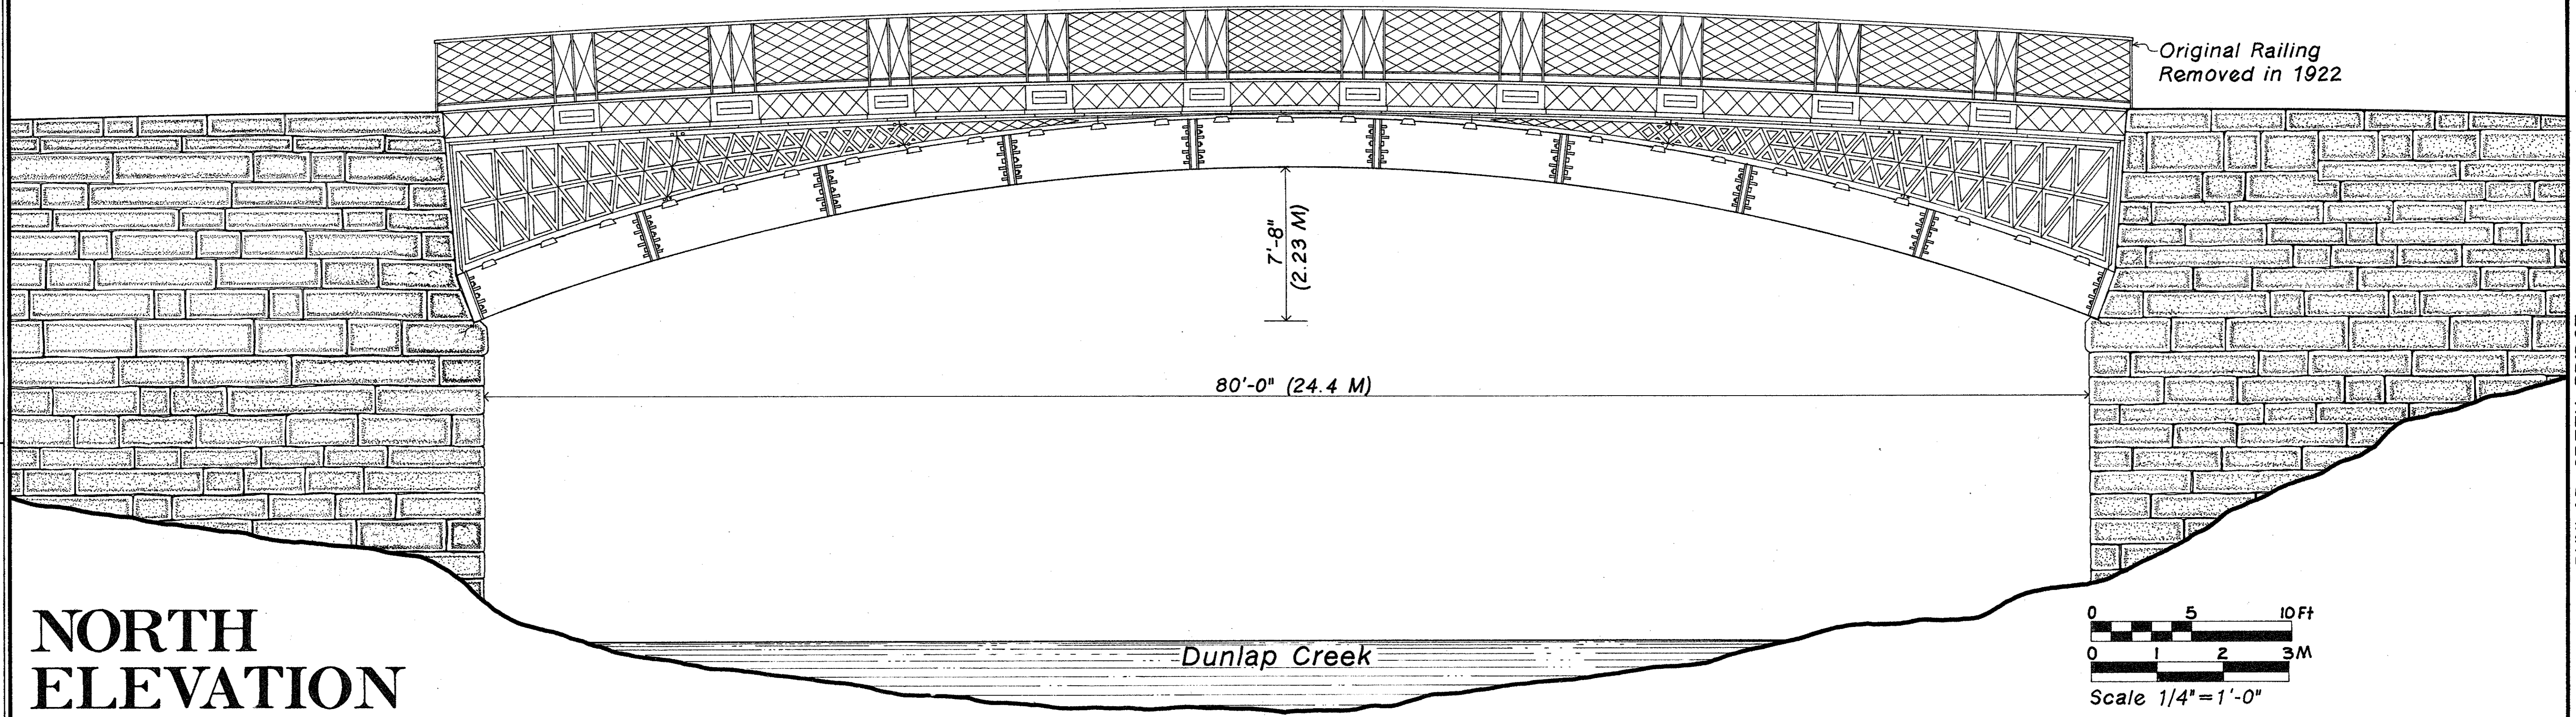 Original Railing
Removed in 1922
7'-8"
(2.23 M)
80'-0" (24.4 M)
NORTH
ELEVATION
Dunlap Creek
0 5 10 Ft
0 1 2 3 M
Scale 1/4"=1'-0"